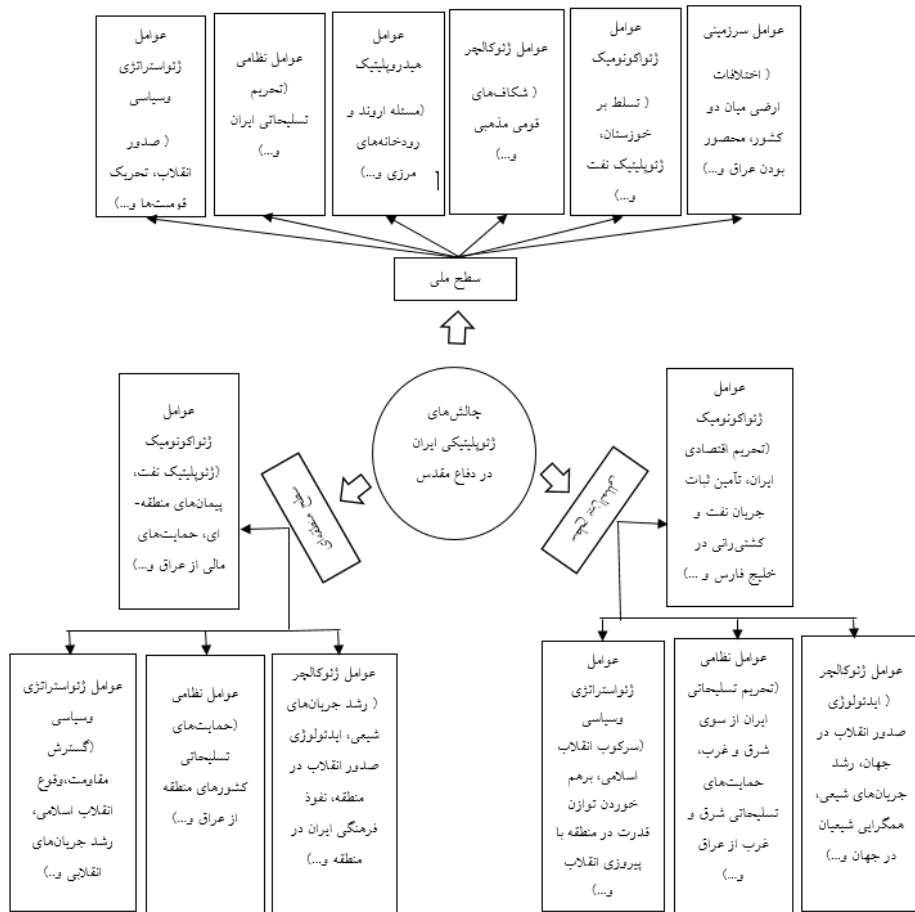 عوامل سرزمینی
( اختلافات
ارضی میان دو
کشور، محصور
بودن عراق و...)
عوامل
ژئواکونومیک
( تسلط بر
خوزستان،
ژئوپلیتیک نفت
و...)
عوامل ژئوکالچر
( شکاف‌های
قومی مذهبی
و...)
عوامل
هیدروپلیتیک
(مسئله اروند و
رودخانه‌های
مرزی و...)
عوامل نظامی
(تحریم
تسلیحاتی ایران
و...)
عوامل
ژئواستراتژی
وسیاسی
( صدور
انقلاب، تحریک
قومیت‌ها و...)
سطح ملی
چالش‌های
ژئوپلیتیکی ایران
در دفاع مقدس
سطح بین‌المللی
سطح منطقه‌ای
عوامل
ژئواکونومیک
(تحریم اقتصادی
ایران، تأمین ثبات
جریان نفت و
کشتی‌رانی در
خلیج فارس و ...)
عوامل
ژئواکونومیک
(ژئوپلیتیک نفت،
پیمان‌های منطقه-
ای، حمایت‌های
مالی از عراق و...)
عوامل ژئوکالچر
( ایدئولوژی
صدور انقلاب در
جهان، رشد
جریان‌های شیعی،
همگرایی شیعیان
در جهان و...)
عوامل نظامی
(تحریم تسلیحاتی
ایران از سوی
شرق و غرب،
حمایت‌های
تسلیحاتی شرق و
غرب از عراق
و...)
عوامل
ژئواستراتژی
وسیاسی
(سرکوب انقلاب
اسلامی، برهم
خوردن توازن
قدرت در منطقه با
پیروزی انقلاب
و...)
عوامل ژئوکالچر
( رشد جریان‌های
شیعی، ایدئولوژی
صدور انقلاب در
منطقه، نفوذ
فرهنگی ایران در
منطقه و...)
عوامل نظامی
(حمایت‌های
تسلیحاتی
کشورهای منطقه
از عراق و...)
عوامل ژئواستراتژی
وسیاسی
(گسترش
مقاومت،وقوع
انقلاب اسلامی،
رشد جریان‌های
انقلابی و..)